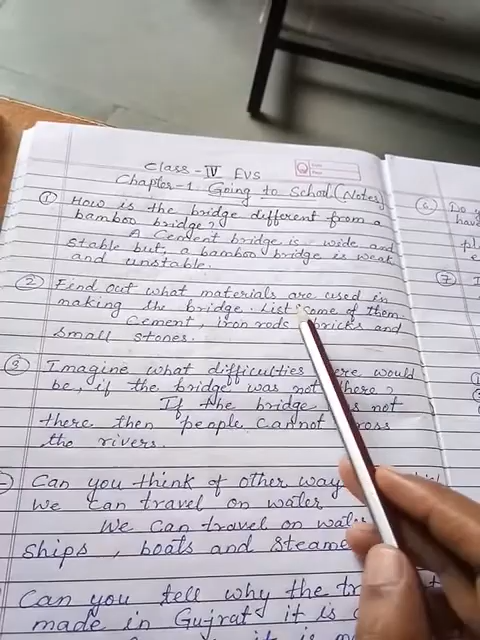 Class - IV EVS
Chapter-1 Going to School (Notes)
① How is the bridge different from a
bamboo bridge?
A Cement bridge is wide and
stable but a bamboo bridge is weak
and unstable.
② Find out what materials are used in
making the bridge. List some of them.
Cement, iron rods, bricks and
small stones.
③ Imagine what difficulties there would
be, if the bridge was not there?
If the bridge is not
there then people cannot cross
the rivers.
Can you think of other
We can travel on water
We can travel on
ships, boats and
Can you tell why the
made in Gujrat it is
⑥ Do
have
⑦